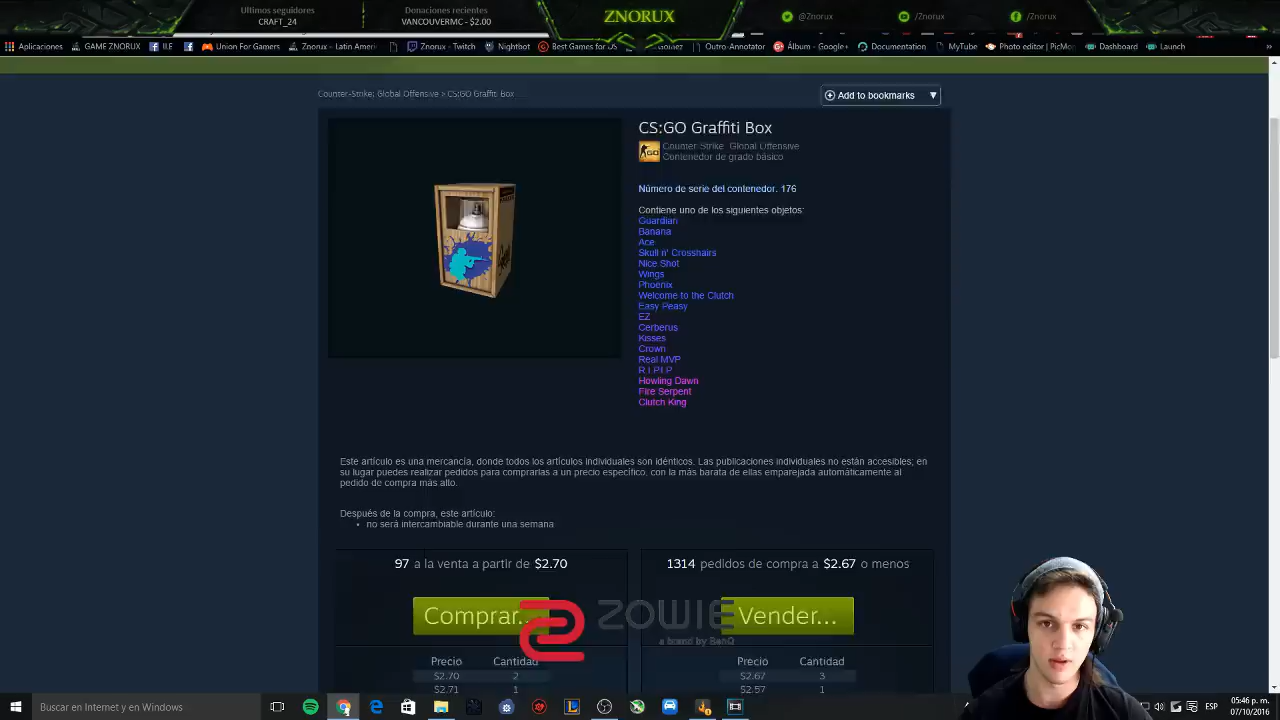 Ultimos seguidores
CRAFT_24
Donaciones recientes
VANCOUVERMC - $2.00
ZNORUX
@Znorux
/Znorux
/Znorux
Aplicaciones
GAME ZNORUX
Union For Gamers
Znorux - Latin Ameri
Znorux - Twitch
Nightbot
Best Games for
Outro-Annotator
Álbum - Google+
Documentation
MyTube
Photo editor | PicMo
Dashboard
Launch
Counter-Strike: Global Offensive > CS:GO Graffiti Box
Add to bookmarks
CS:GO Graffiti Box
Counter-Strike: Global Offensive
Contenedor de grado básico
Número de serie del contenedor. 176
Contiene uno de los siguientes objetos:
Guardian
Banana
Ace
Skull n' Crosshairs
Nice Shot
Wings
Phoenix
Welcome to the Clutch
Easy Peasy
EZ
Cerberus
Kisses
Crown
Real MVP
R.I.P.I.P.
Howling Dawn
Fire Serpent
Clutch King
Este artículo es una mercancía, donde todos los artículos individuales son idénticos. Las publicaciones individuales no están accesibles; en
su lugar puedes realizar pedidos para comprarlas a un precio específico, con la más barata de ellas emparejada automáticamente al
pedido de compra más alto.
Después de la compra, este artículo:
• no será intercambiable durante una semana
97 a la venta a partir de $2.70
1314 pedidos de compra a $2.67 o menos
Comprar...
Vender...
ZOWIE
a brand by BenQ
Precio Cantidad
$2.70 2
$2.71 1
Precio Cantidad
$2.67 3
$2.57 1
Buscar en Internet y en Windows
ESP
05:46 p. m.
07/10/2016